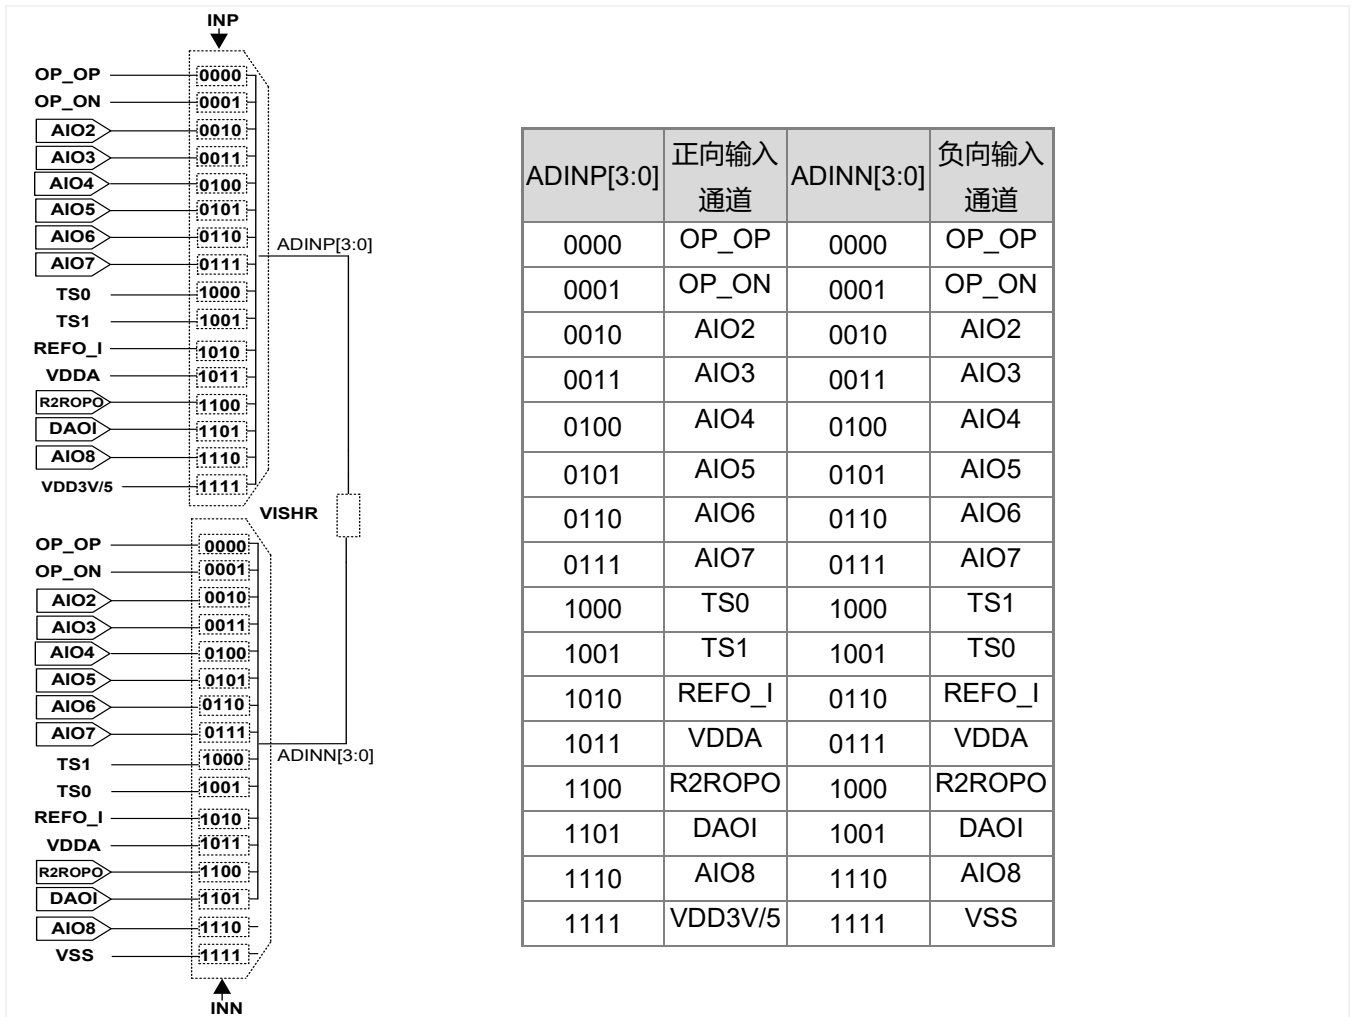 INP
OP_OP 0000
OP_ON 0001
AIO2 0010
AIO3 0011
AIO4 0100
AIO5 0101
AIO6 0110
ADINP[3:0]
AIO7 0111
TS0 1000
TS1 1001
REFO_I 1010
VDDA 1011
R2ROPO 1100
DAOI 1101
AIO8 1110
VDD3V/5 1111
VISHR
OP_OP 0000
OP_ON 0001
AIO2 0010
AIO3 0011
AIO4 0100
AIO5 0101
AIO6 0110
AIO7 0111
ADINN[3:0]
TS1 1000
TS0 1001
REFO_I 1010
VDDA 1011
R2ROPO 1100
DAOI 1101
AIO8 1110
VSS 1111
INN
ADINP[3:0] 正向输入 ADINN[3:0] 负向输入
通道 通道
0000 OP_OP 0000 OP_OP
0001 OP_ON 0001 OP_ON
0010 AIO2 0010 AIO2
0011 AIO3 0011 AIO3
0100 AIO4 0100 AIO4
0101 AIO5 0101 AIO5
0110 AIO6 0110 AIO6
0111 AIO7 0111 AIO7
1000 TS0 1000 TS1
1001 TS1 1001 TS0
1010 REFO_I 0110 REFO_I
1011 VDDA 0111 VDDA
1100 R2ROPO 1000 R2ROPO
1101 DAOI 1001 DAOI
1110 AIO8 1110 AIO8
1111 VDD3V/5 1111 VSS